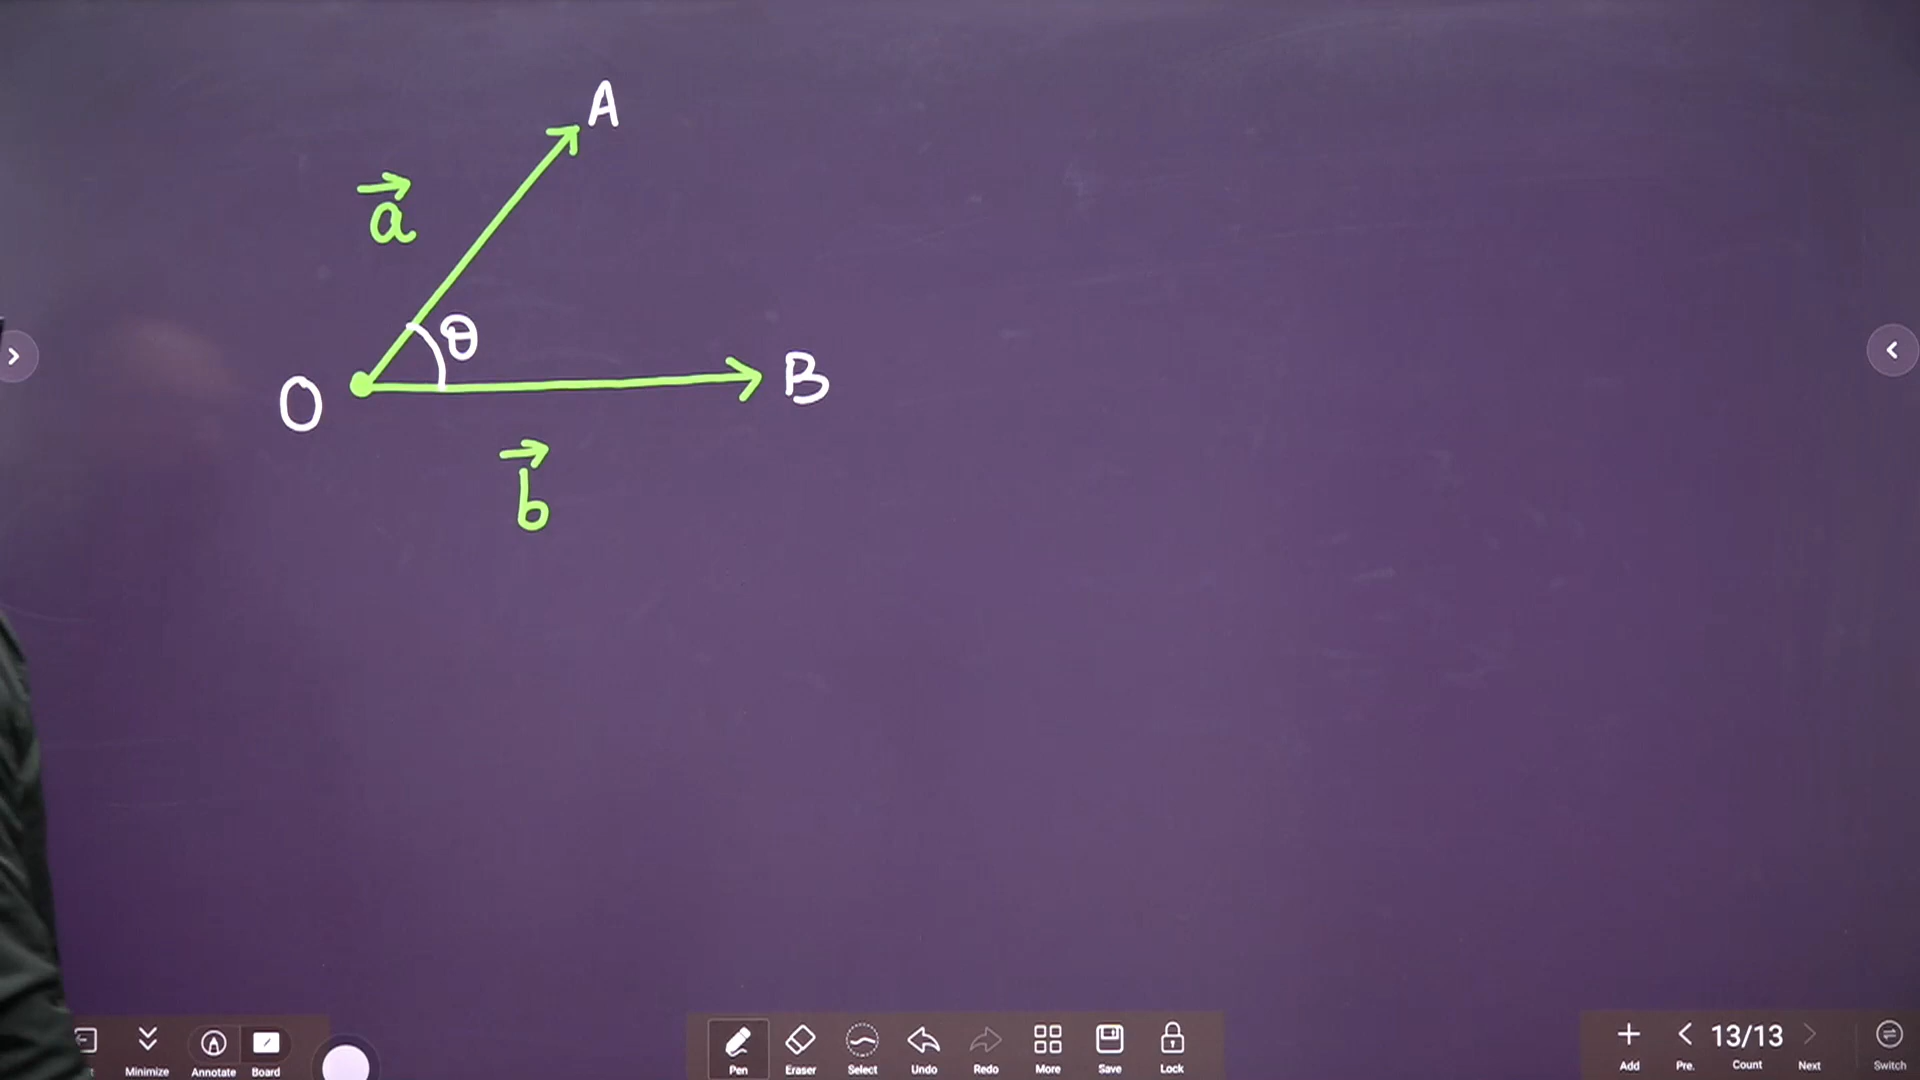 A
a⃗
θ
O
B
b⃗
Minimize
Annotate
Board
Pen
Eraser
Select
Undo
Redo
More
Save
Lock
Add
Pre.
13/13
Count
Next
Switch